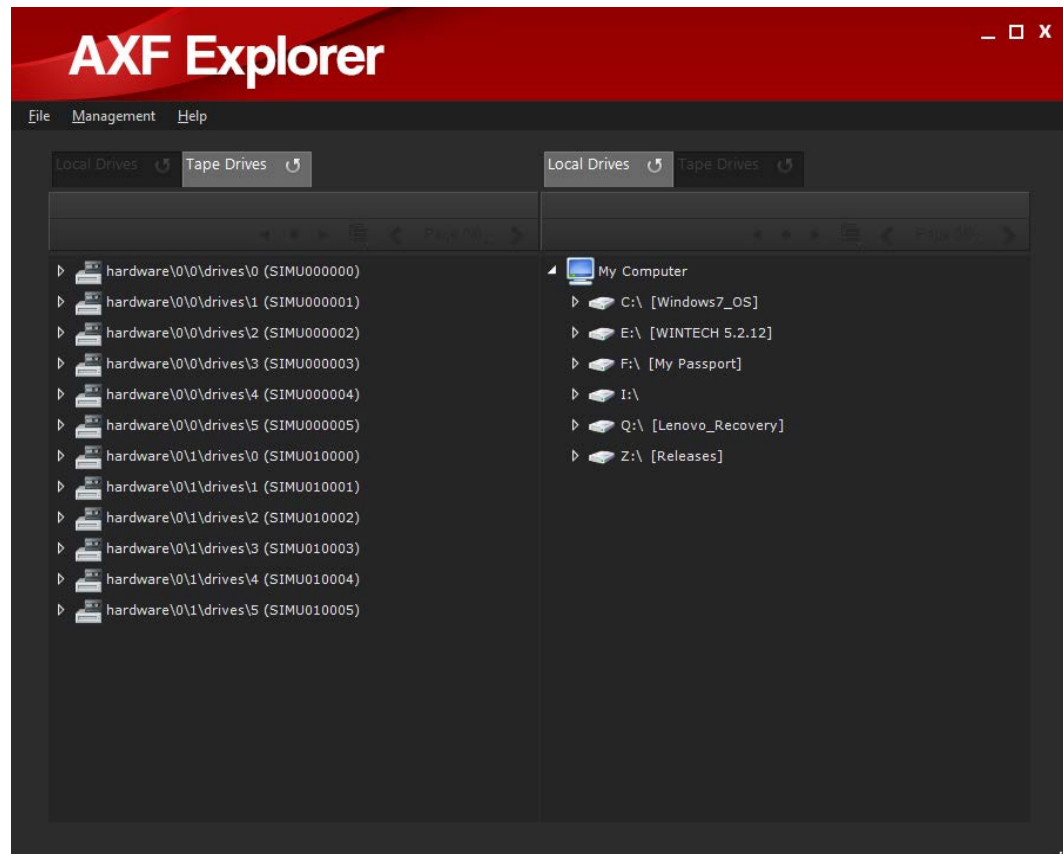 AXF Explorer
X
File Management Help
Local Drives Tape Drives
Local Drives Tape Drives
hardware\0\0\drives\0 (SIMU000000)
hardware\0\0\drives\1 (SIMU000001)
hardware\0\0\drives\2 (SIMU000002)
hardware\0\0\drives\3 (SIMU000003)
hardware\0\0\drives\4 (SIMU000004)
hardware\0\0\drives\5 (SIMU000005)
hardware\0\1\drives\0 (SIMU010000)
hardware\0\1\drives\1 (SIMU010001)
hardware\0\1\drives\2 (SIMU010002)
hardware\0\1\drives\3 (SIMU010003)
hardware\0\1\drives\4 (SIMU010004)
hardware\0\1\drives\5 (SIMU010005)
My Computer
C:\ [Windows7_OS]
E:\ [WINTECH 5.2.12]
F:\ [My Passport]
I:\
Q:\ [Lenovo_Recovery]
Z:\ [Releases]